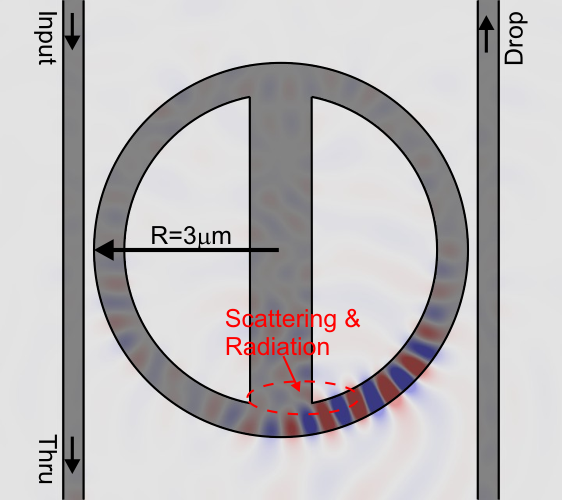 Input
Drop
R=3μm
Scattering &
Radiation
Thru